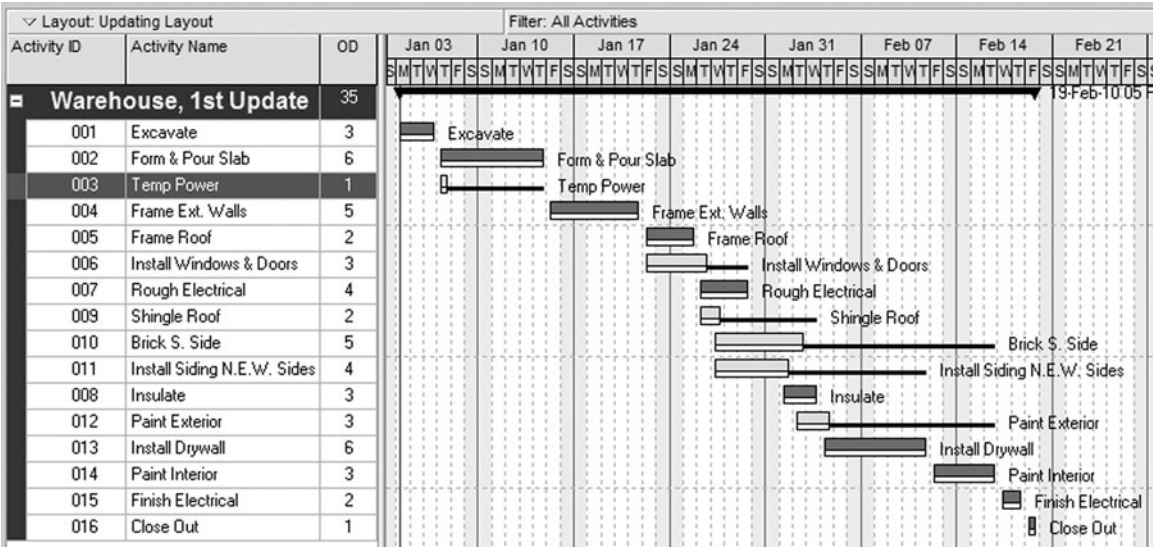 Layout: Updating Layout Filter: All Activities
Activity ID Activity Name OD Jan 03 Jan 10 Jan 17 Jan 24 Jan 31 Feb 07 Feb 14 Feb 21
S M T W T F S S M T W T F S S M T W T F S S M T W T F S S M T W T F S S M T W T F S S M T W T F S S M T W T F S
Warehouse, 1st Update 35 19-Feb-10 05
001 Excavate 3 Excavate
002 Form & Pour Slab 6 Form & Pour Slab
003 Temp Power 1 Temp Power
004 Frame Ext. Walls 5 Frame Ext. Walls
005 Frame Roof 2 Frame Roof
006 Install Windows & Doors 3 Install Windows & Doors
007 Rough Electrical 4 Rough Electrical
009 Shingle Roof 2 Shingle Roof
010 Brick S. Side 5 Brick S. Side
011 Install Siding N.E.W. Sides 4 Install Siding N.E.W. Sides
008 Insulate 3 Insulate
012 Paint Exterior 3 Paint Exterior
013 Install Drywall 6 Install Drywall
014 Paint Interior 3 Paint Interior
015 Finish Electrical 2 Finish Electrical
016 Close Out 1 Close Out